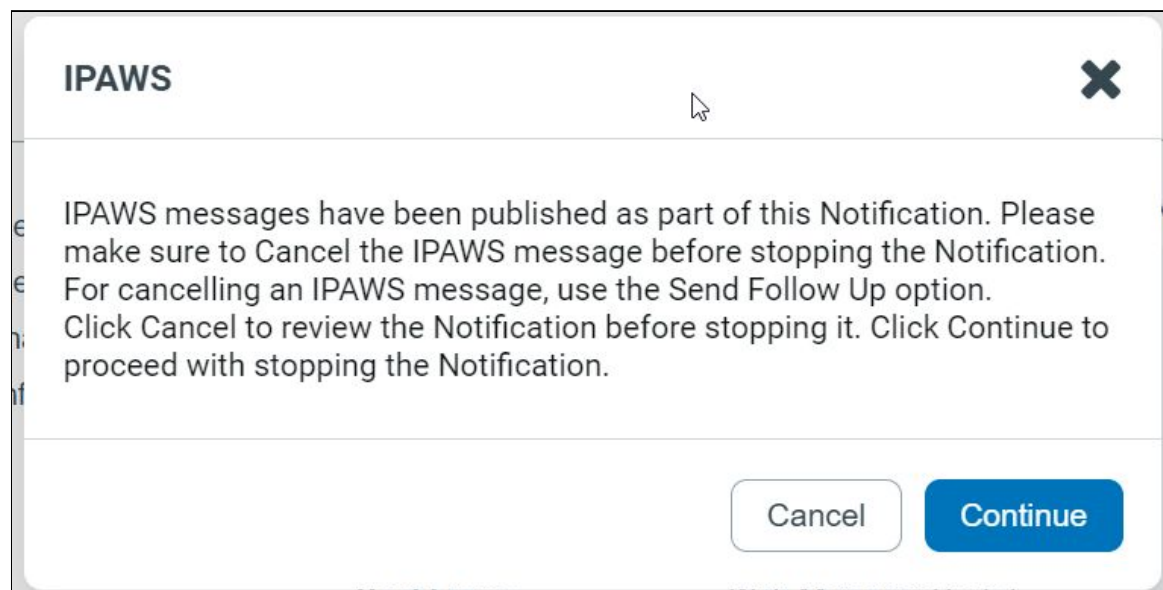 IPAWS
IPAWS messages have been published as part of this Notification. Please
make sure to Cancel the IPAWS message before stopping the Notification.
For cancelling an IPAWS message, use the Send Follow Up option.
Click Cancel to review the Notification before stopping it. Click Continue to
proceed with stopping the Notification.
Cancel
Continue